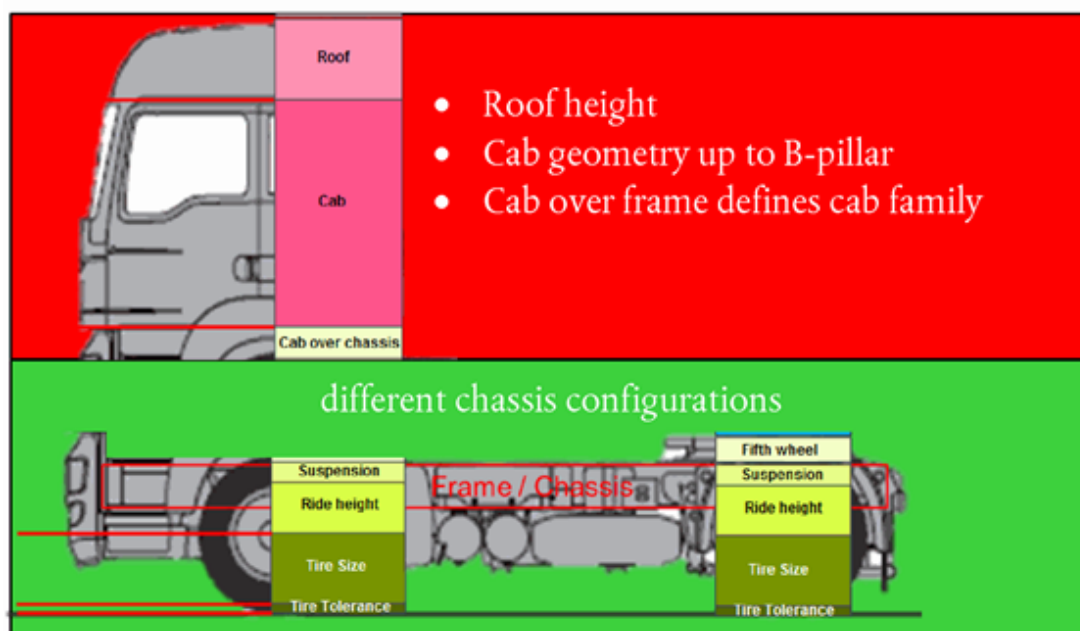 Roof
• Roof height
• Cab geometry up to B-pillar
Cab
• Cab over frame defines cab family
Cab over chassis
different chassis configurations
Fifth wheel
Suspension
Suspension
Frame / Chassis
Ride height
Ride height
Tire Size
Tire Size
Tire Tolerance
Tire Tolerance